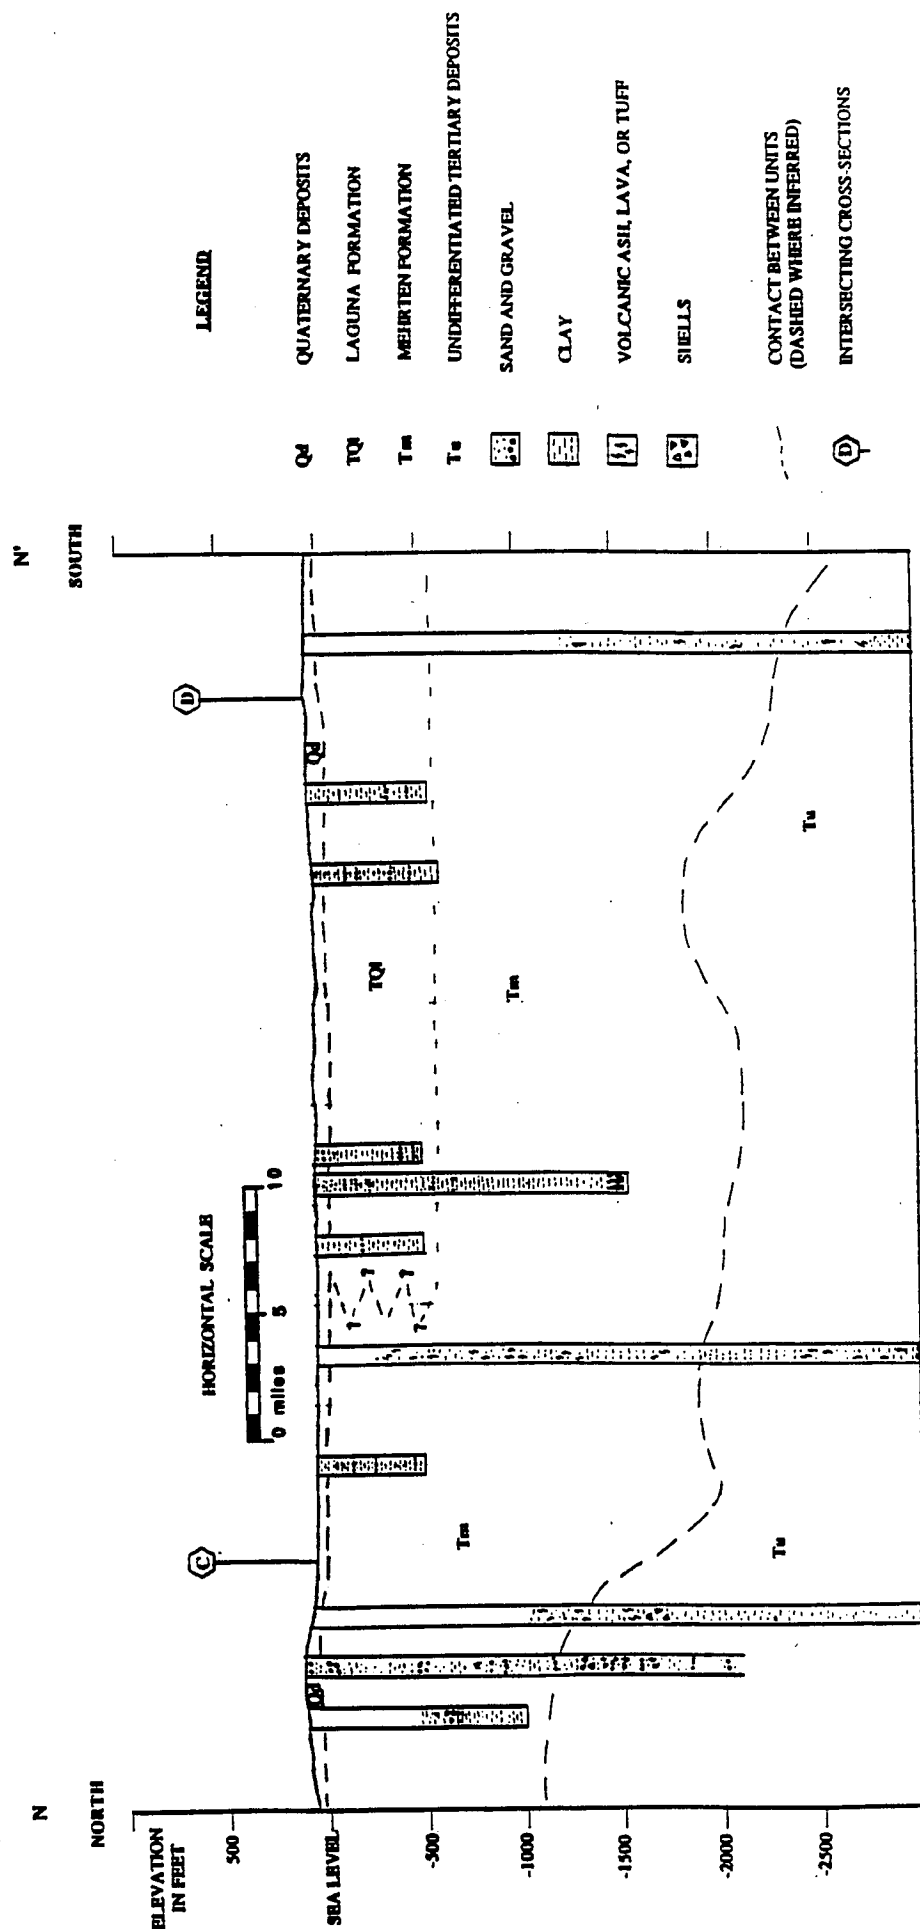 N
NORTH
N'
SOUTH
ELEVATION
IN FEET
500
SEA LEVEL
-500
-1000
-1500
-2000
-2500
HORIZONTAL SCALE
0 miles
5
10
C
D
Qd
Qd
TQl
Tm
Tm
Tu
Tu
?
?
?
?
LEGEND
Qd QUATERNARY DEPOSITS
TQl LAGUNA FORMATION
Tm MEHRTEN FORMATION
Tu UNDIFFERENTIATED TERTIARY DEPOSITS
SAND AND GRAVEL
CLAY
VOLCANIC ASH, LAVA, OR TUFF
SHELLS
CONTACT BETWEEN UNITS
(DASHED WHERE INFERRED)
D INTERSECTING CROSS-SECTIONS